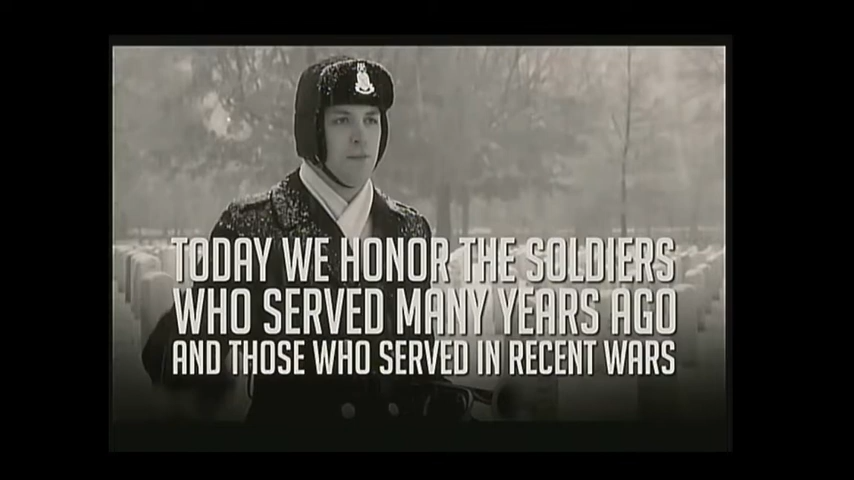 TODAY WE HONOR THE SOLDIERS
WHO SERVED MANY YEARS AGO
AND THOSE WHO SERVED IN RECENT WARS